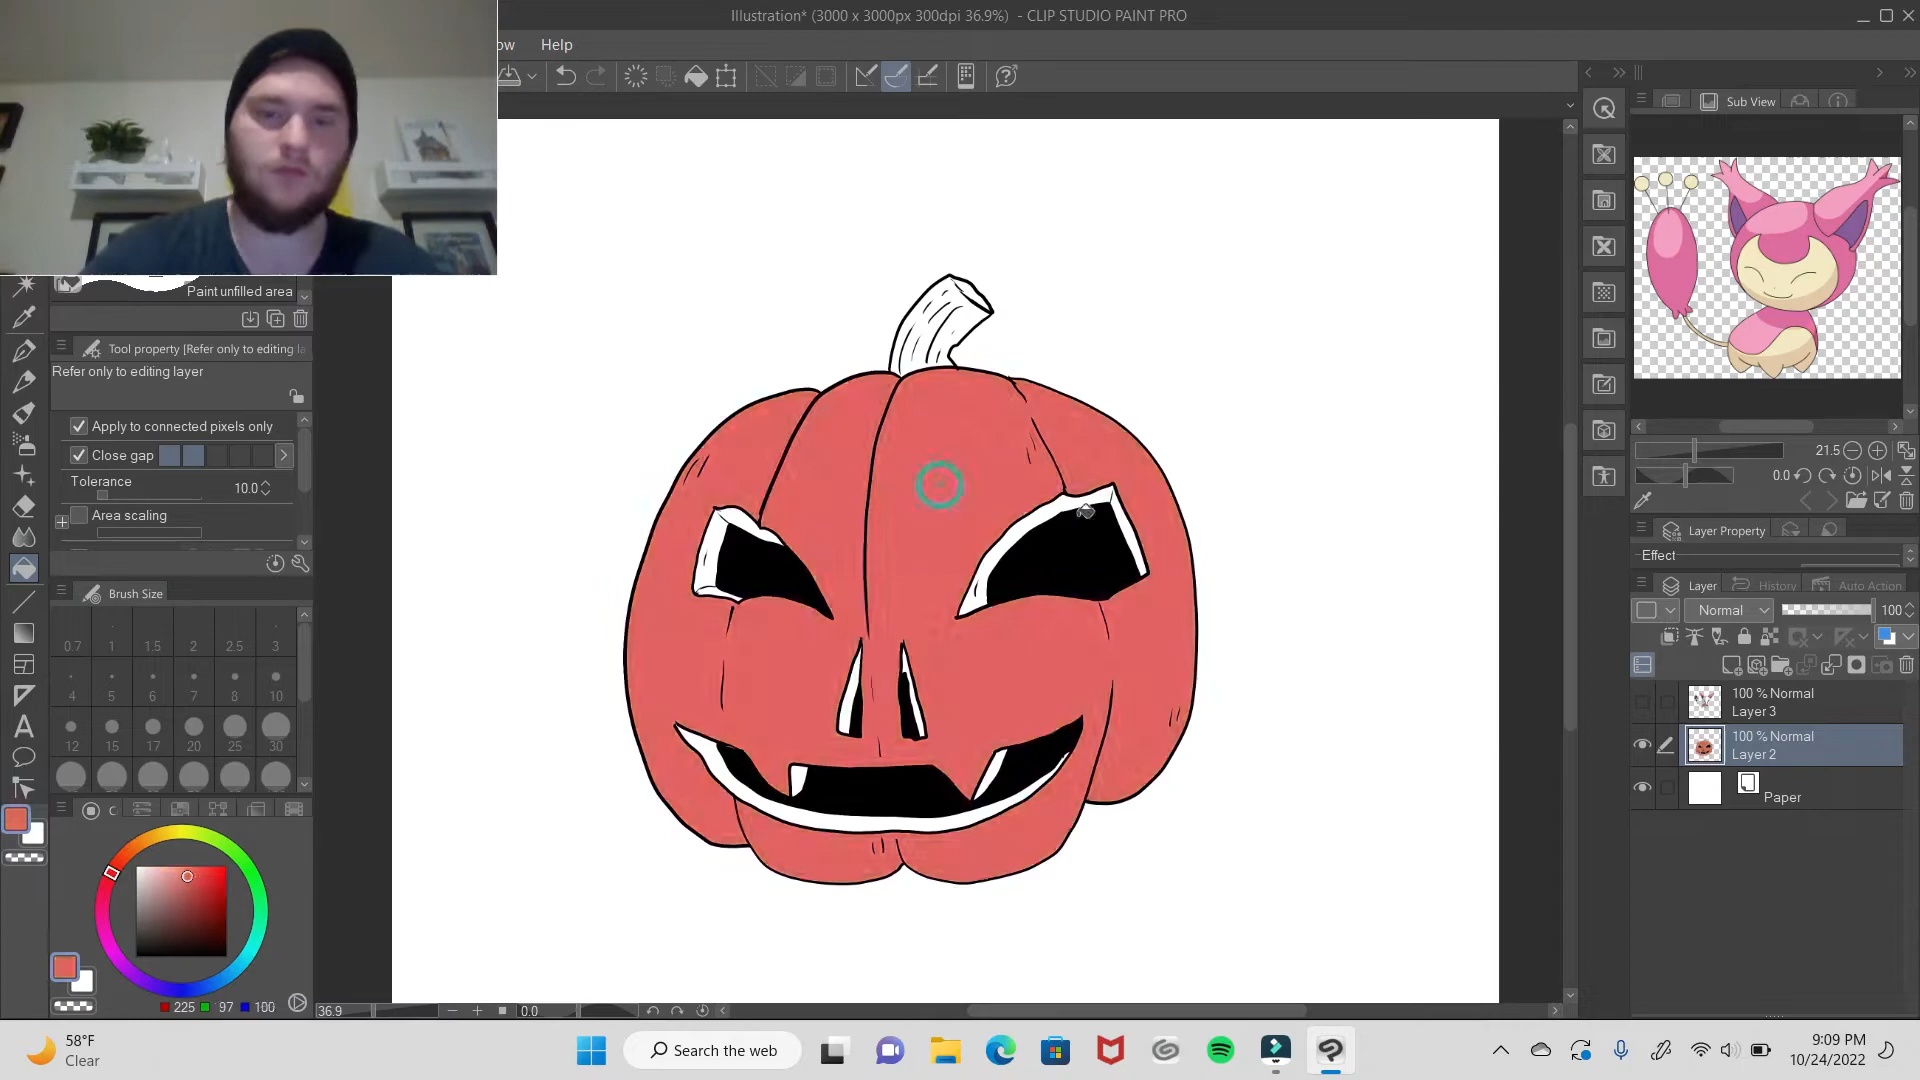 Illustration* (3000 x 3000px 300dpi 36.9%) - CLIP STUDIO PAINT PRO
ow Help
Sub View
Paint unfilled area
Tool property [Refer only to editing la
Refer only to editing layer
Apply to connected pixels only
Close gap
Tolerance 10.0
Area scaling
Brush Size
0.7 1 1.5 2 2.5 3
4 5 6 7 8 10
12 15 17 20 25 30
C
225 97 100
36.9 0.0
21.5
0.0
Layer Property
Effect
Layer History Auto Action
Normal 100
100 % Normal
Layer 3
100 % Normal
Layer 2
Paper
58°F
Clear
Search the web
9:09 PM
10/24/2022